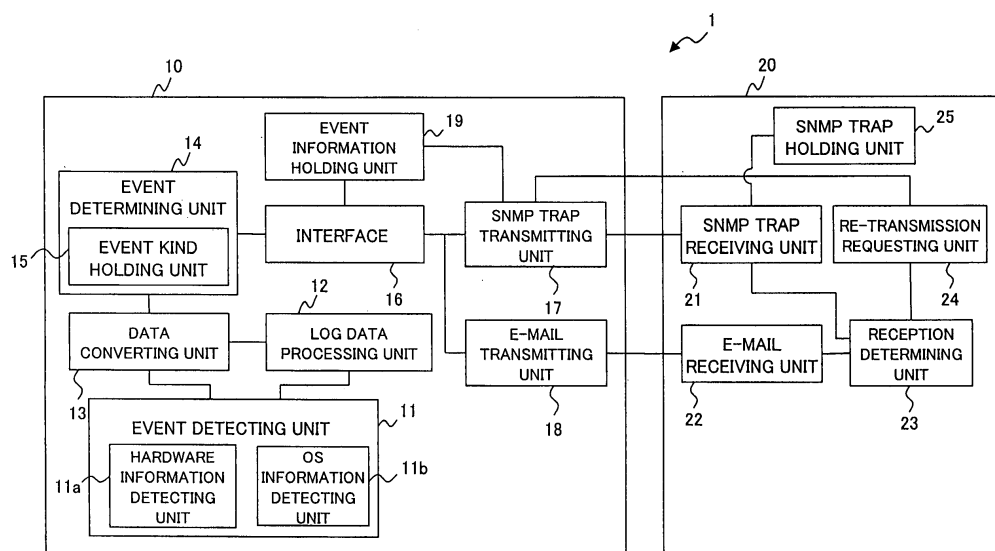 1
10
20
EVENT
INFORMATION
HOLDING UNIT
19
SNMP TRAP
HOLDING UNIT
25
14
EVENT
DETERMINING UNIT
15
EVENT KIND
HOLDING UNIT
INTERFACE
16
SNMP TRAP
TRANSMITTING
UNIT
17
SNMP TRAP
RECEIVING UNIT
21
RE-TRANSMISSION
REQUESTING UNIT
24
DATA
CONVERTING UNIT
13
12
LOG DATA
PROCESSING UNIT
E-MAIL
TRANSMITTING
UNIT
18
E-MAIL
RECEIVING UNIT
22
RECEPTION
DETERMINING
UNIT
23
EVENT DETECTING UNIT
11
11a
HARDWARE
INFORMATION
DETECTING
UNIT
OS
INFORMATION
DETECTING
UNIT
11b